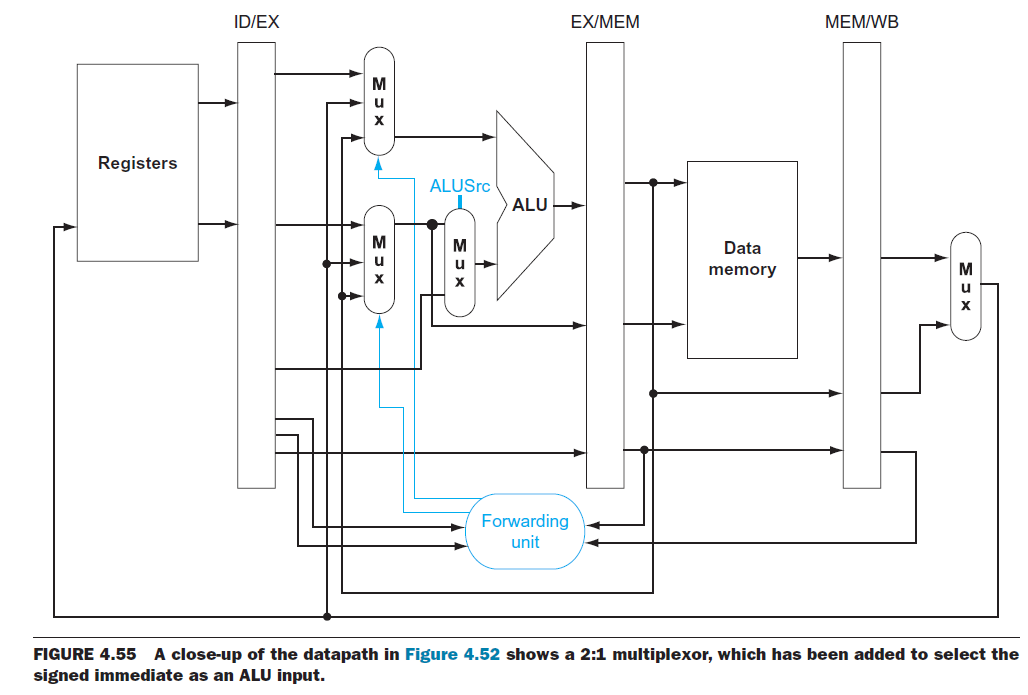 ID/EX
EX/MEM
MEM/WB
M
u
x
Registers
ALUSrc
ALU
M
u
x
M
u
x
Data
memory
M
u
x
Forwarding
unit
FIGURE 4.55 A close-up of the datapath in Figure 4.52 shows a 2:1 multiplexor, which has been added to select the
signed immediate as an ALU input.